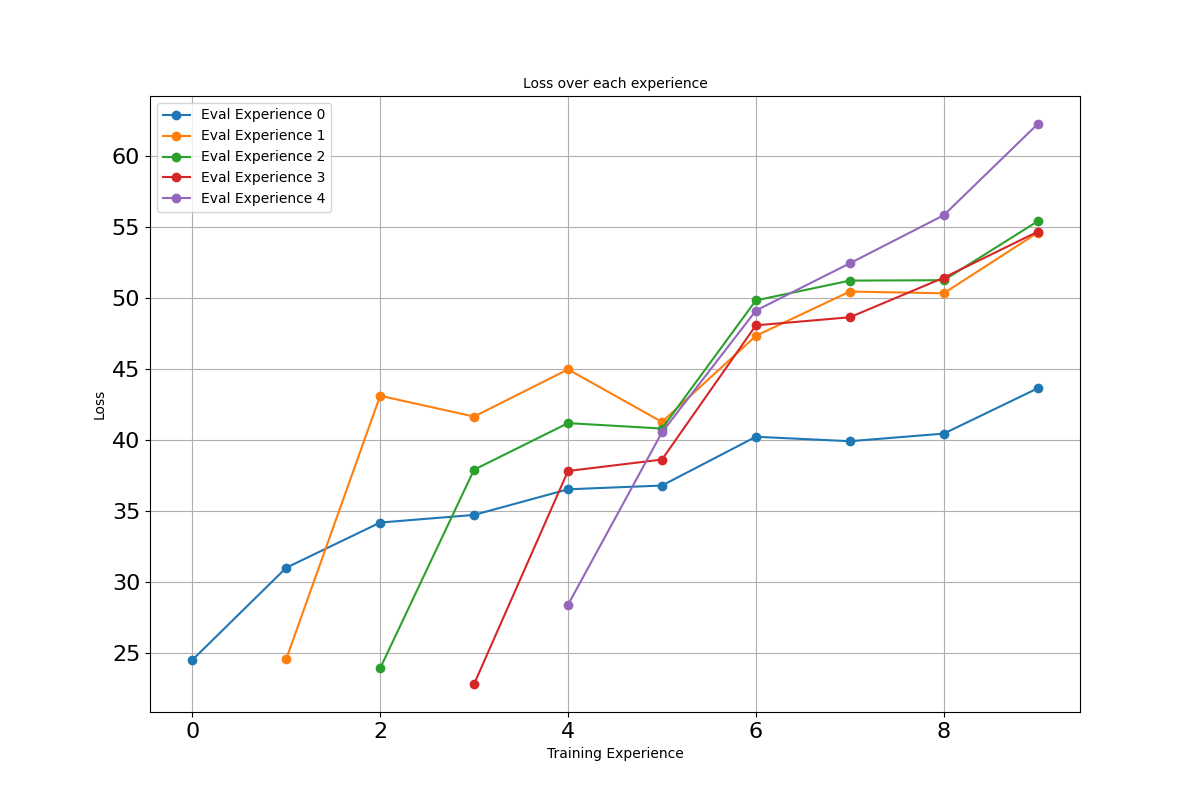 Loss over each experience
Eval Experience 0
Eval Experience 1
Eval Experience 2
Eval Experience 3
Eval Experience 4
60
55
50
45
40
35
30
25
Loss
0 2 4 6 8
Training Experience